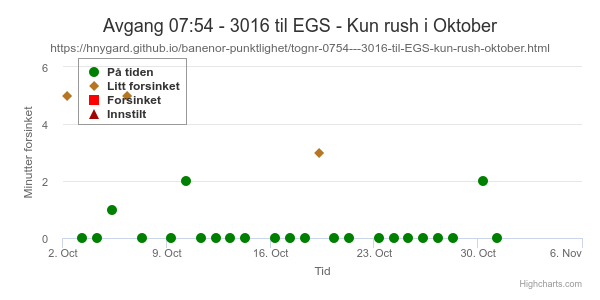 Avgang 07:54 - 3016 til EGS - Kun rush i Oktober
https://hnygard.github.io/banenor-punktlighet/tognr-0754---3016-til-EGS-kun-rush-oktober.html
På tiden
Litt forsinket
Forsinket
Innstilt
Minutter forsinket
6
4
2
0
2. Oct
9. Oct
16. Oct
23. Oct
30. Oct
6. Nov
Tid
Highcharts.com